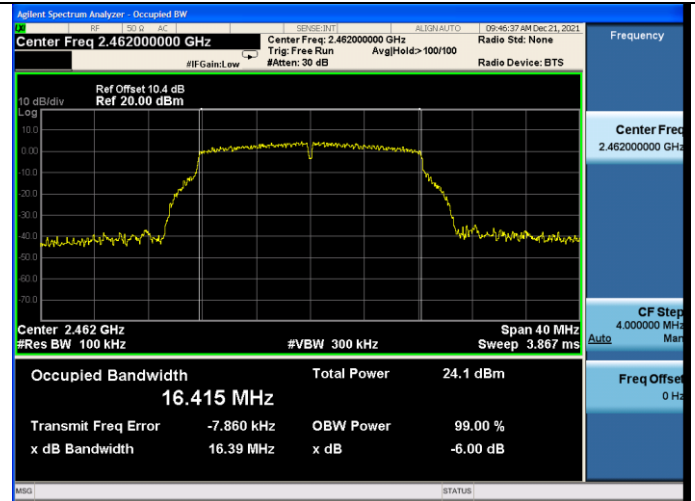 Agilent Spectrum Analyzer - Occupied BW
RF 50 Ω AC SENSE:INT ALIGN AUTO 09:46:37 AM Dec 21, 2021
Center Freq 2.462000000 GHz
Center Freq: 2.462000000 GHz
Radio Std: None
Trig: Free Run Avg|Hold:> 100/100
#IFGain:Low #Atten: 30 dB Radio Device: BTS
Frequency
Ref Offset 10.4 dB
10 dB/div Ref 20.00 dBm
Log
10.0
0.00
-10.0
-20.0
-30.0
-40.0
-50.0
-60.0
-70.0
Center 2.462 GHz Span 40 MHz
#Res BW 100 kHz #VBW 300 kHz Sweep 3.867 ms
Center Freq
2.462000000 GHz
CF Step
4.000000 MHz
Auto Man
Freq Offset
0 Hz
Occupied Bandwidth Total Power 24.1 dBm
16.415 MHz
Transmit Freq Error -7.860 kHz OBW Power 99.00 %
x dB Bandwidth 16.39 MHz x dB -6.00 dB
MSG STATUS